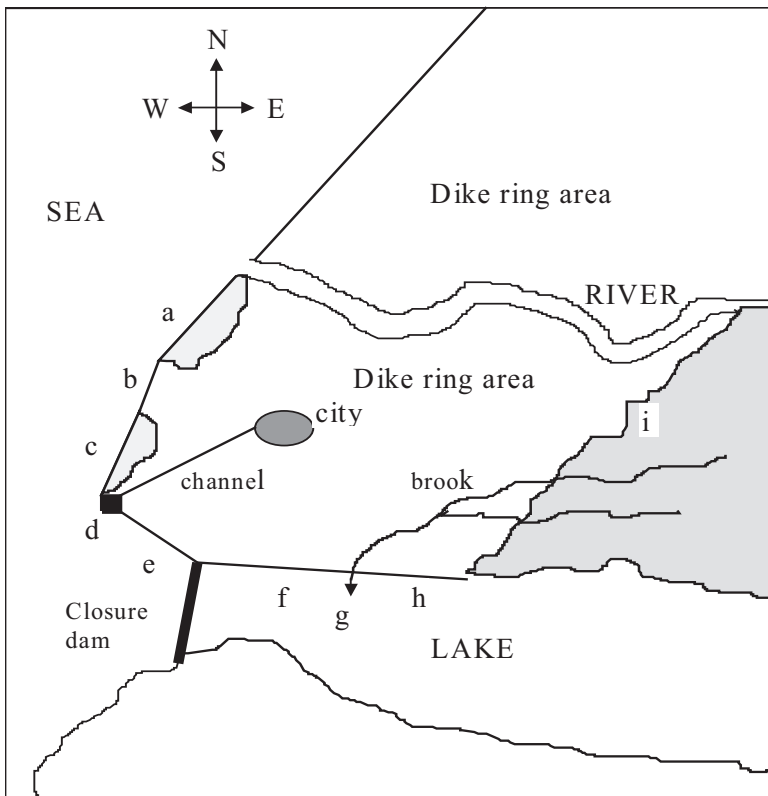 N
W E
S
Dike ring area
SEA
RIVER
a
b
Dike ring area
city
i
c
channel
brook
d
e
f
h
g
Closure
dam
LAKE